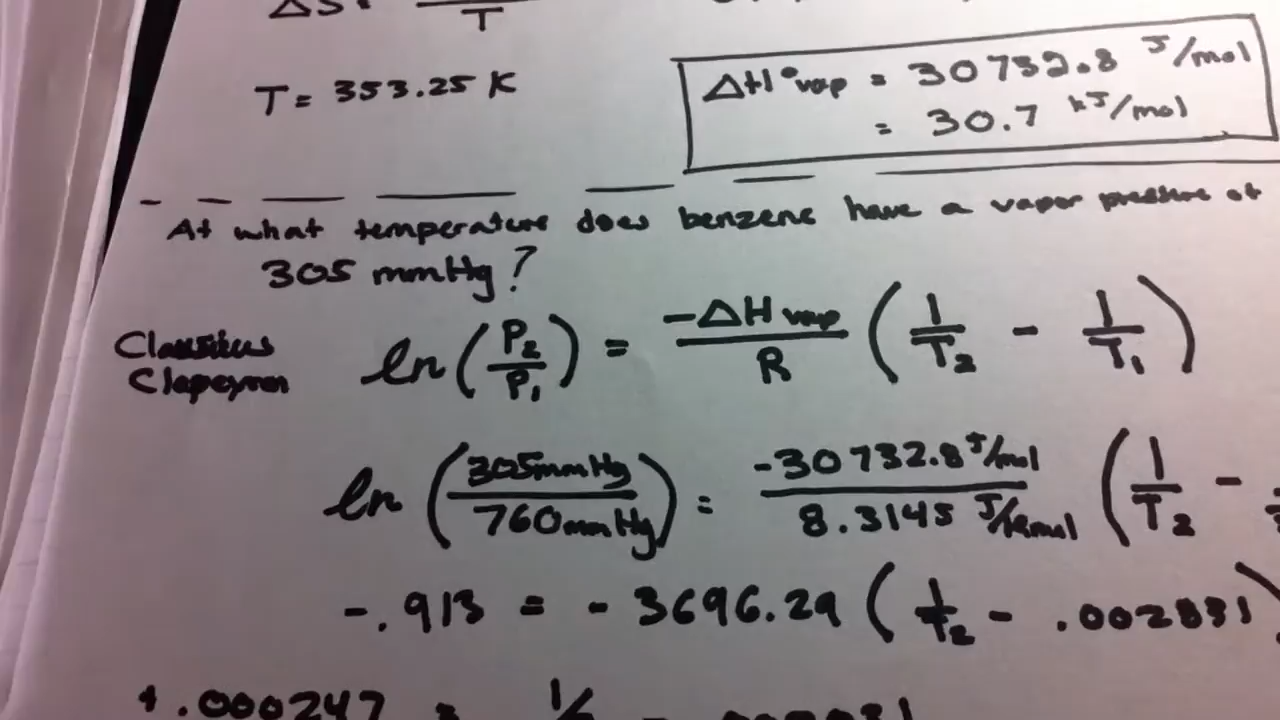 ΔS°
T
T = 353.25 K
ΔH°vap = 30732.8 J/mol
= 30.7 kJ/mol
At what temperature does benzene have a vapor pressure of
305 mmHg?
Clapeyron
ln(P2/P1) = -ΔHvap/R (1/T2 - 1/T1)
ln(305mmHg/760mmHg) = -30732.8 J/mol / 8.3145 J/Kmol (1/T2 -
-.913 = -3696.29 (1/T2 - .002831)
+.000247 = 1/